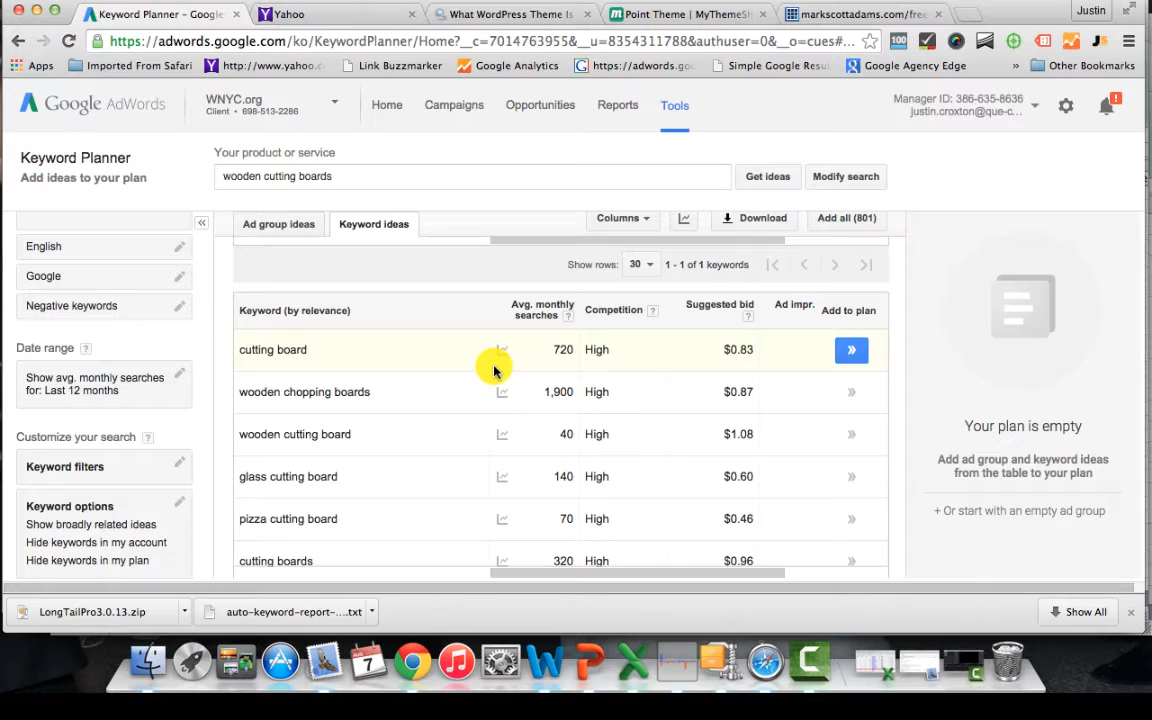 Keyword Planner – Google
Yahoo
What WordPress Theme Is
Point Theme | MyThemeSh
markscottadams.com/free
Justin
https://adwords.google.com/ko/KeywordPlanner/Home?__c=7014763955&__u=8354311788&authuser=0&__o=cues#...
100
Apps
Imported From Safari
http://www.yahoo.c
Link Buzzmarker
Google Analytics
https://adwords.goo
Simple Google Resu
Google Agency Edge
»
Other Bookmarks
Google AdWords
WNYC.org
Client • 698-513-2286
Home
Campaigns
Opportunities
Reports
Tools
Manager ID: 386-635-8636
justin.croxton@que-c...
Keyword Planner
Add ideas to your plan
Your product or service
wooden cutting boards
Get ideas
Modify search
English
Google
Negative keywords
Date range ?
Show avg. monthly searches
for: Last 12 months
Customize your search ?
Keyword filters
Keyword options
Show broadly related ideas
Hide keywords in my account
Hide keywords in my plan
«
Ad group ideas
Keyword ideas
Columns
Download
Add all (801)
Show rows: 30 1 - 1 of 1 keywords
Keyword (by relevance) Avg. monthly searches ? Competition ? Suggested bid ? Ad impr. Add to plan
cutting board 720 High $0.83 »
wooden chopping boards 1,900 High $0.87 »
wooden cutting board 40 High $1.08 »
glass cutting board 140 High $0.60 »
pizza cutting board 70 High $0.46 »
cutting boards 320 High $0.96 »
Your plan is empty
Add ad group and keyword ideas
from the table to your plan
+ Or start with an empty ad group
LongTailPro3.0.13.zip
auto-keyword-report-....txt
Show All
AUG
7